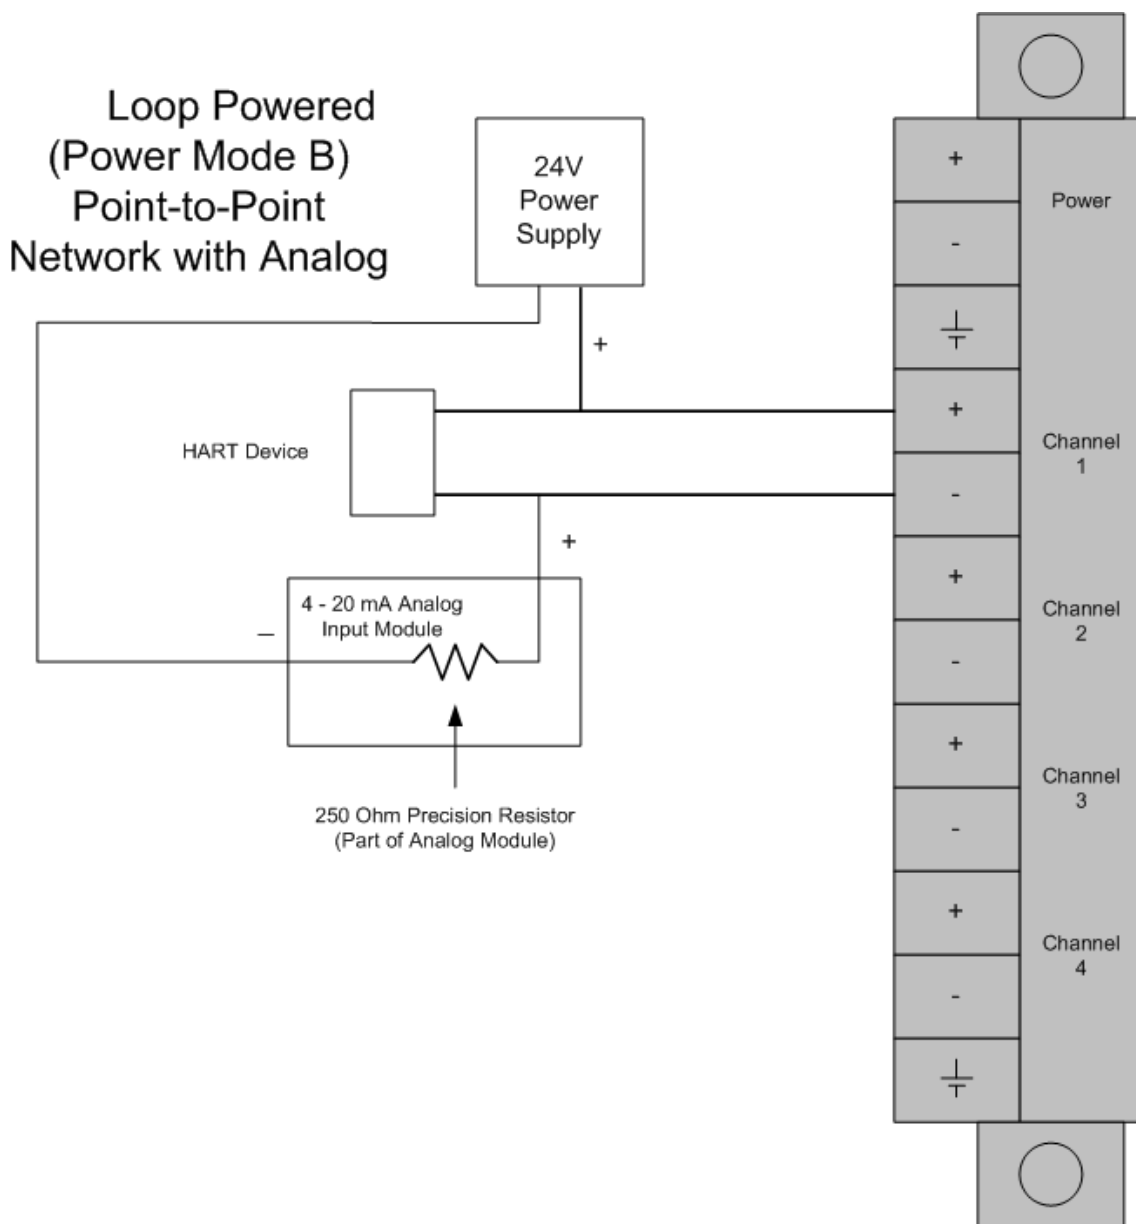 Loop Powered
(Power Mode B)
Point-to-Point
Network with Analog
24V
Power
Supply
+
HART Device
+
4 - 20 mA Analog
Input Module
–
250 Ohm Precision Resistor
(Part of Analog Module)
+
-
Power
+
-
Channel
1
+
-
Channel
2
+
-
Channel
3
+
-
Channel
4